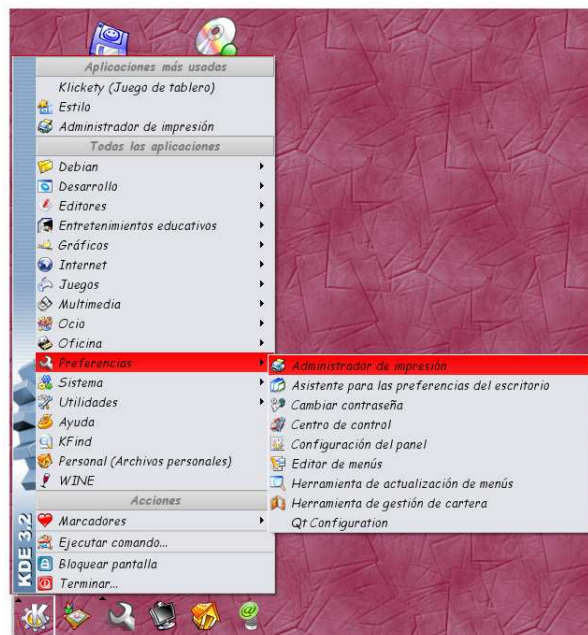 Aplicaciones más usadas
Klickety (Juego de tablero)
Estilo
Administrador de impresión
Todas las aplicaciones
Debian
Desarrollo
Editores
Entretenimientos educativos
Gráficos
Internet
Juegos
Multimedia
Ocio
Oficina
Preferencias
Sistema
Utilidades
Ayuda
KFind
Personal (Archivos personales)
WINE
Acciones
Marcadores
Ejecutar comando...
Bloquear pantalla
Terminar...
KDE 3.2
Administrador de impresión
Asistente para las preferencias del escritorio
Cambiar contraseña
Centro de control
Configuración del panel
Editor de menús
Herramienta de actualización de menús
Herramienta de gestión de cartera
Qt Configuration